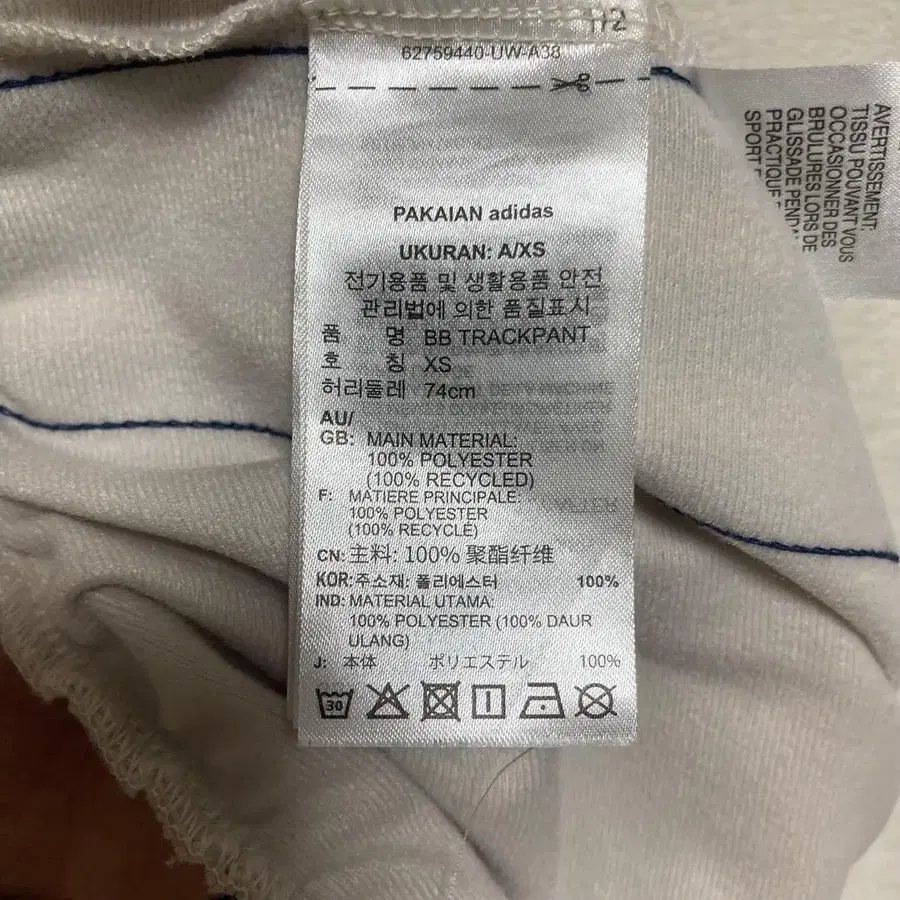 112
62759440-UW-A38
PAKAIAN adidas
UKURAN: A/XS
전기용품 및 생활용품 안전
관리법에 의한 품질표시
품 명 BB TRACKPANT
호 칭 XS
허리둘레 74cm
AU/
GB: MAIN MATERIAL:
100% POLYESTER
(100% RECYCLED)
F: MATIERE PRINCIPALE:
100% POLYESTER
(100% RECYCLÉ)
CN: 主料: 100% 聚酯纤维
KOR: 주소재: 폴리에스터 100%
IND: MATERIAL UTAMA:
100% POLYESTER (100% DAUR
ULANG)
J: 本体 ポリエステル 100%
30
AVERTISSEMENT:
TISSU POUVANT VOUS
OCCASIONNER DES
BRULURES LORS DE
GLISSADE
PRACTIQUE
SPORT